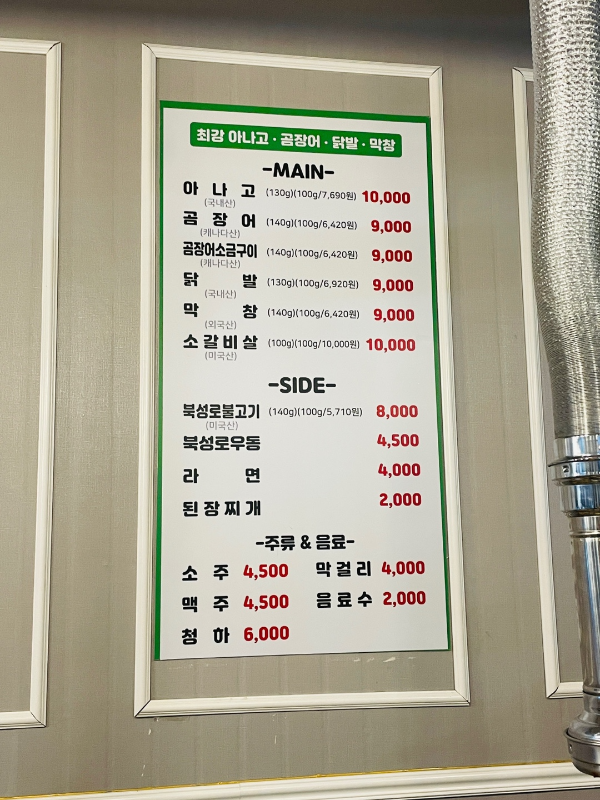 최강 아나고 · 곰장어 · 닭발 · 막창
-MAIN-
아 나 고 (130g)(100g/7,690원) 10,000
(국내산)
곰 장 어 (140g)(100g/6,420원) 9,000
(캐나다산)
곰장어소금구이 (140g)(100g/6,420원) 9,000
(캐나다산)
닭 발 (130g)(100g/6,920원) 9,000
(국내산)
막 창 (140g)(100g/6,420원) 9,000
(외국산)
소갈비살 (100g)(100g/10,000원) 10,000
(미국산)
-SIDE-
북성로불고기 (140g)(100g/5,710원) 8,000
(미국산)
북성로우동 4,500
라 면 4,000
된장찌개 2,000
-주류 & 음료-
소 주 4,500 막걸리 4,000
맥 주 4,500 음료수 2,000
청 하 6,000